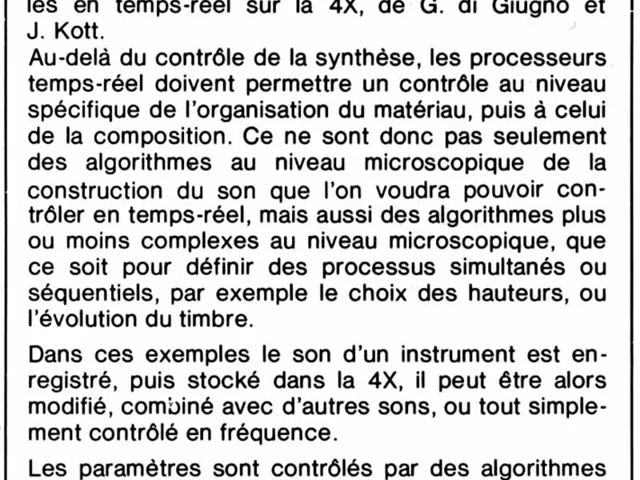 lés en temps-réel sur la 4X, de G. di Giugno et
J. Kott.
Au-delà du contrôle de la synthèse, les processeurs
temps-réel doivent permettre un contrôle au niveau
spécifique de l'organisation du matériau, puis à celui
de la composition. Ce ne sont donc pas seulement
des algorithmes au niveau microscopique de la
construction du son que l'on voudra pouvoir con-
trôler en temps-réel, mais aussi des algorithmes plus
ou moins complexes au niveau microscopique, que
ce soit pour définir des processus simultanés ou
séquentiels, par exemple le choix des hauteurs, ou
l'évolution du timbre.
Dans ces exemples le son d'un instrument est en-
registré, puis stocké dans la 4X, il peut être alors
modifié, combiné avec d'autres sons, ou tout simple-
ment contrôlé en fréquence.
Les paramètres sont contrôlés par des algorithmes